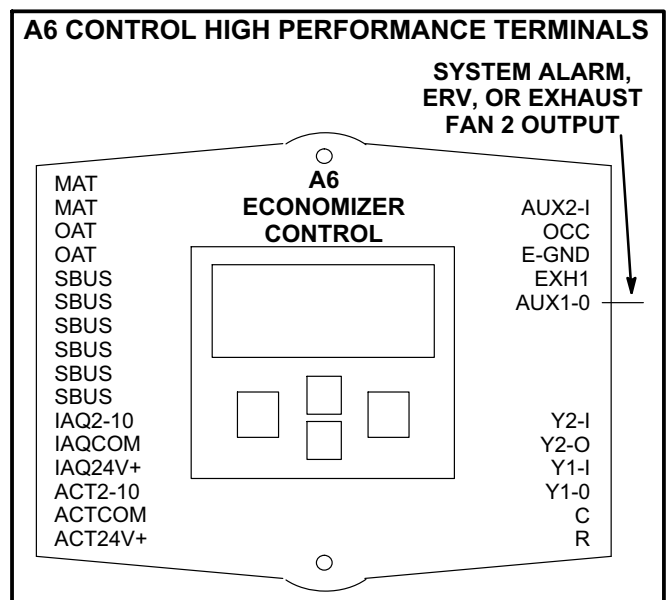 A6 CONTROL HIGH PERFORMANCE TERMINALS
SYSTEM ALARM,
ERV, OR EXHAUST
FAN 2 OUTPUT
A6
ECONOMIZER
CONTROL
MAT
MAT
OAT
OAT
SBUS
SBUS
SBUS
SBUS
SBUS
SBUS
IAQ2-10
IAQCOM
IAQ24V+
ACT2-10
ACTCOM
ACT24V+
AUX2-I
OCC
E-GND
EXH1
AUX1-0
Y2-I
Y2-O
Y1-I
Y1-0
C
R